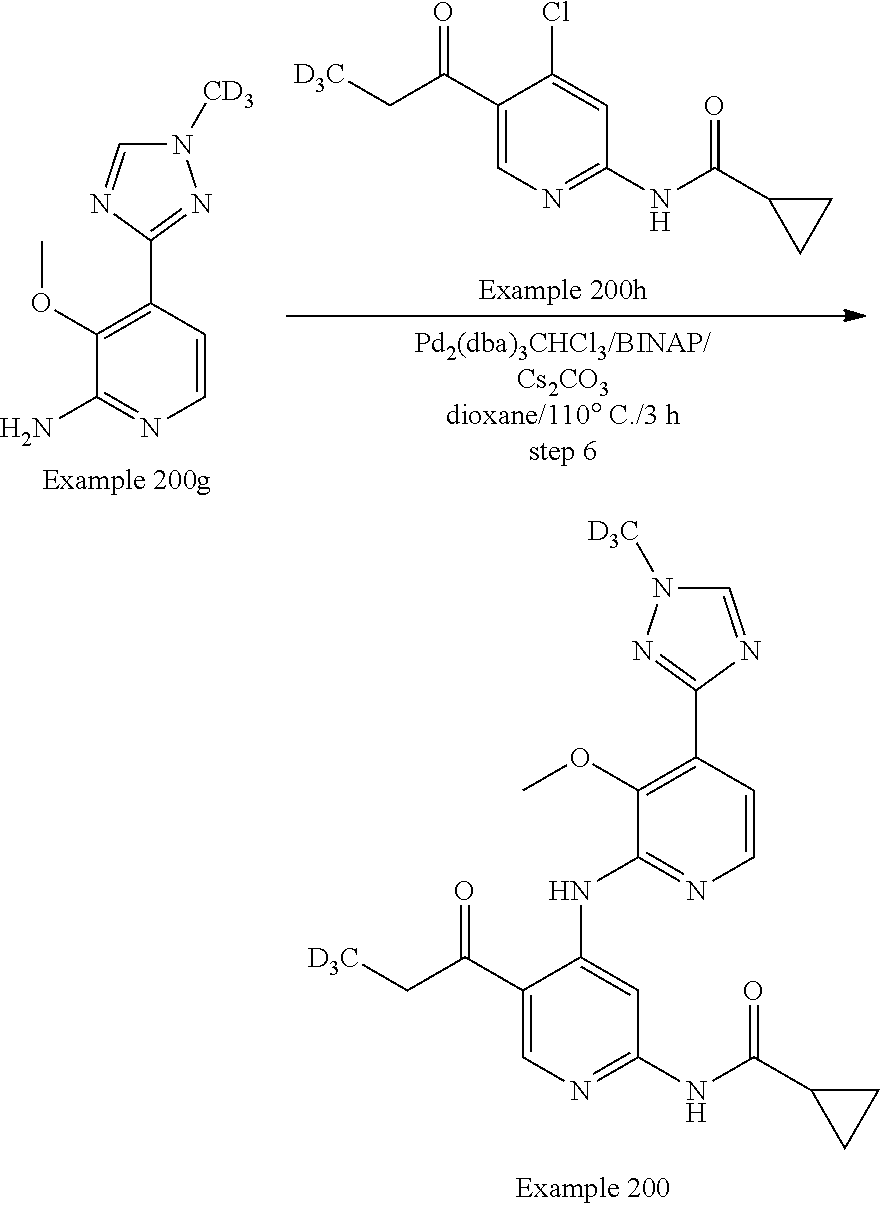 O
Cl
D₃C
CD₃
N
N
N
O
O
N
N
H
H₂N
N
Example 200g
Example 200h
Pd₂(dba)₃CHCl₃/BINAP/
Cs₂CO₃
dioxane/110° C./3 h
step 6
D₃C
N
N
N
O
HN
N
O
D₃C
O
N
N
H
Example 200